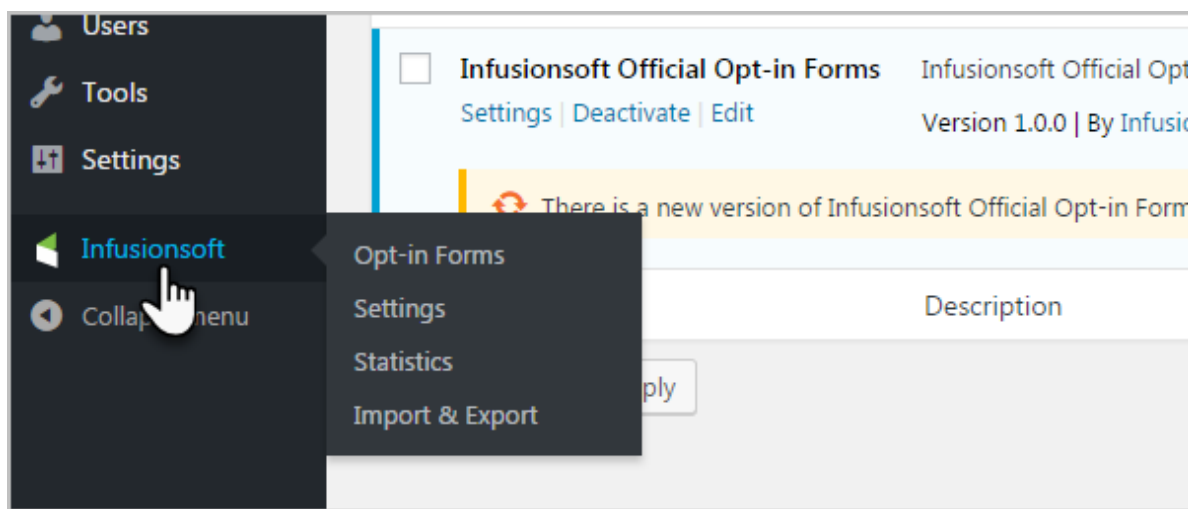 Users
Tools
Settings
Infusionsoft
menu
Opt-in Forms
Settings
Statistics
Import & Export
Infusionsoft Official Opt-in Forms
Settings | Deactivate | Edit
Infusionsoft Official Opt
Version 1.0.0 | By Infusio
There is a new version of Infusionsoft Official Opt-in Form
Description